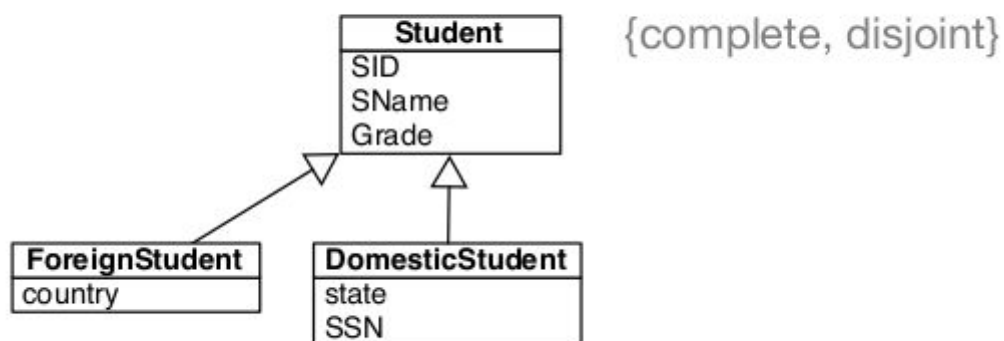 Student
{complete, disjoint}
SID
SName
Grade
ForeignStudent
country
DomesticStudent
state
SSN